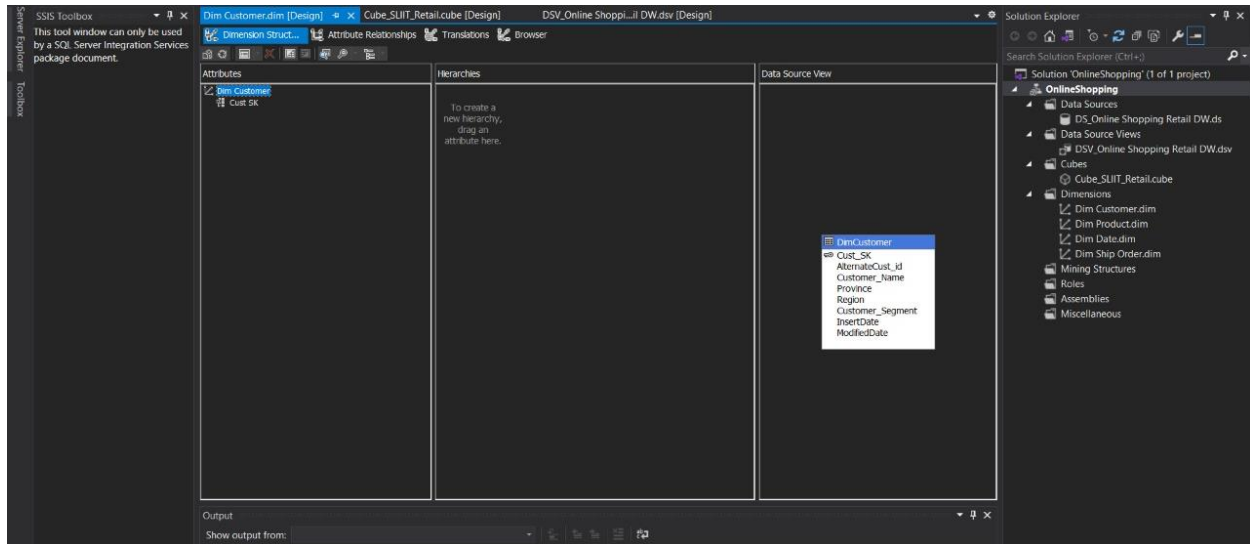 Server Explorer
Toolbox
SSIS Toolbox
This tool window can only be used
by a SQL Server Integration Services
package document.
Dim Customer.dim [Design]
Cube_SLIIT_Retail.cube [Design]
DSV_Online Shoppi...il DW.dsv [Design]
Dimension Struct...
Attribute Relationships
Translations
Browser
Attributes
Dim Customer
Cust SK
Hierarchies
To create a
new hierarchy,
drag an
attribute here.
Data Source View
DimCustomer
Cust_SK
AlternateCust_id
Customer_Name
Province
Region
Customer_Segment
InsertDate
ModifiedDate
Output
Show output from:
Solution Explorer
Search Solution Explorer (Ctrl+;)
Solution 'OnlineShopping' (1 of 1 project)
OnlineShopping
Data Sources
DS_Online Shopping Retail DW.ds
Data Source Views
DSV_Online Shopping Retail DW.dsv
Cubes
Cube_SLIIT_Retail.cube
Dimensions
Dim Customer.dim
Dim Product.dim
Dim Date.dim
Dim Ship Order.dim
Mining Structures
Roles
Assemblies
Miscellaneous